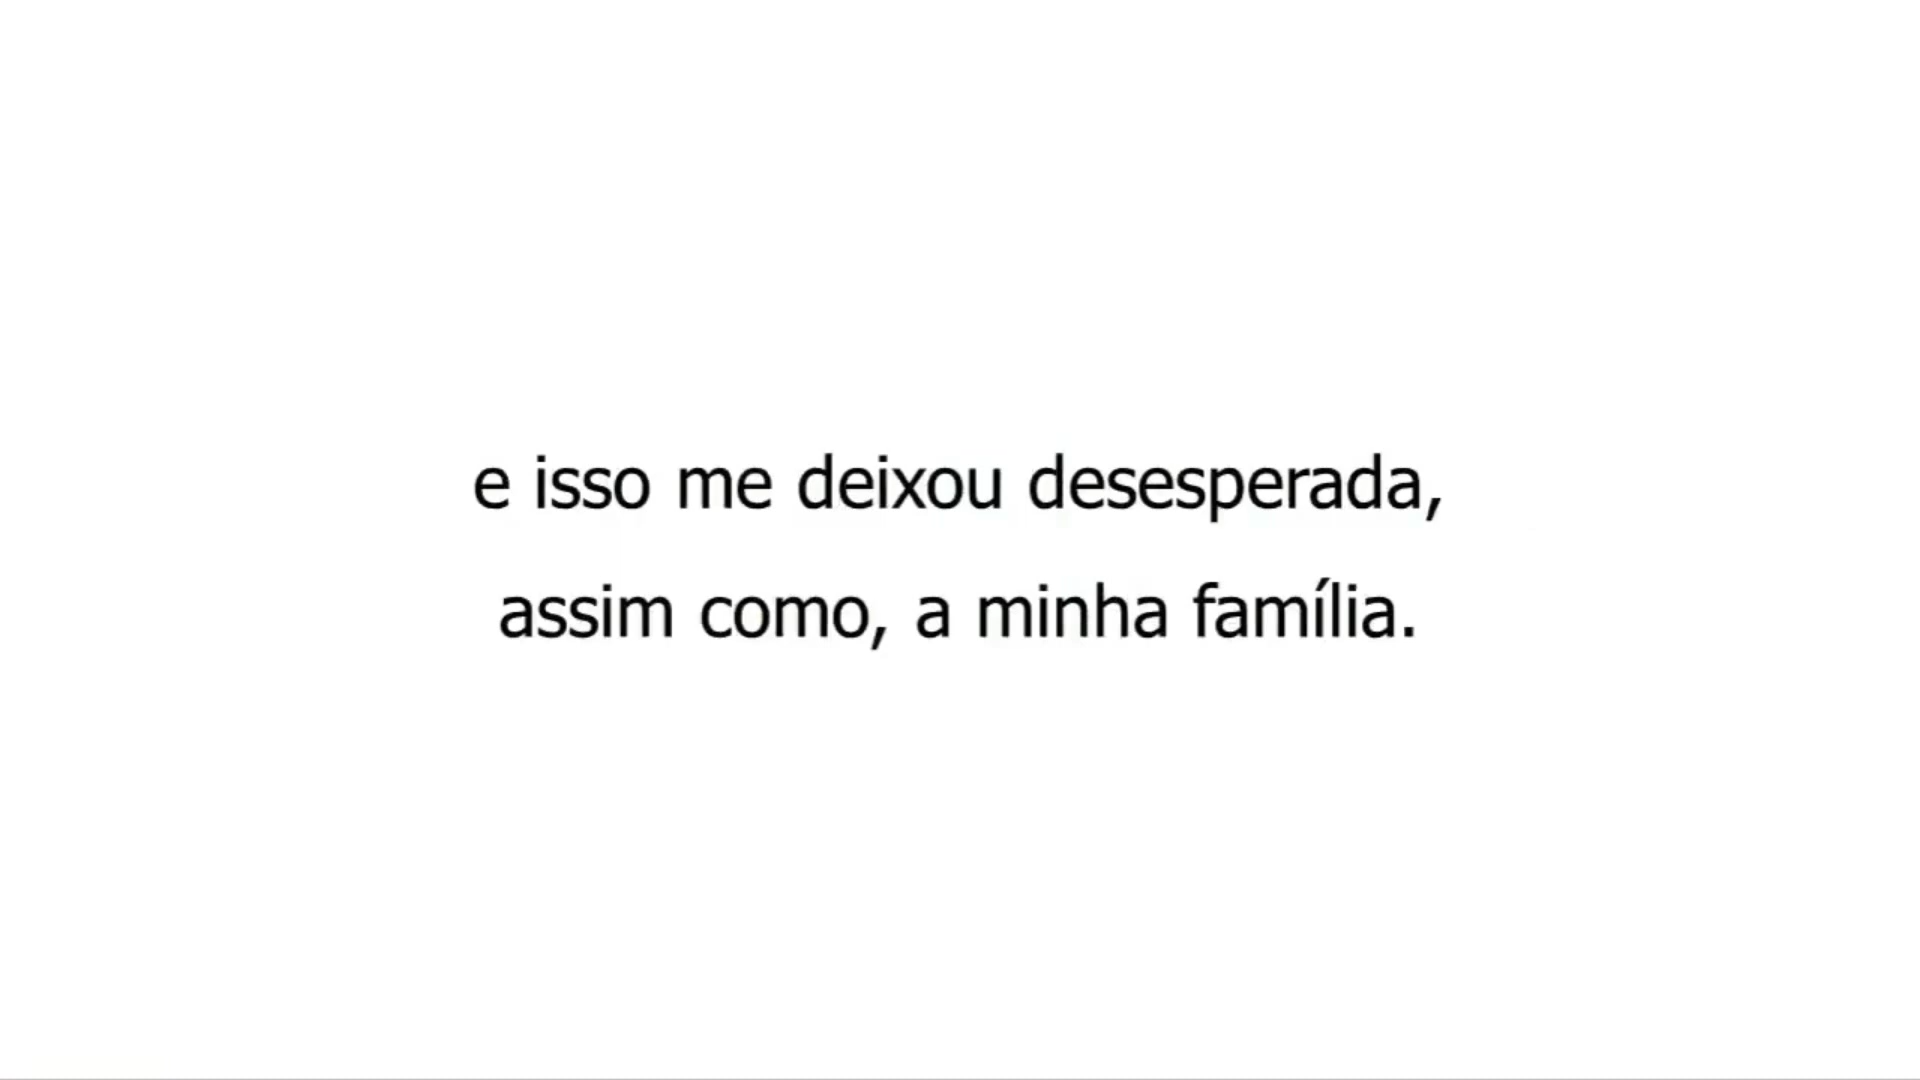 e isso me deixou desesperada,
assim como, a minha família.